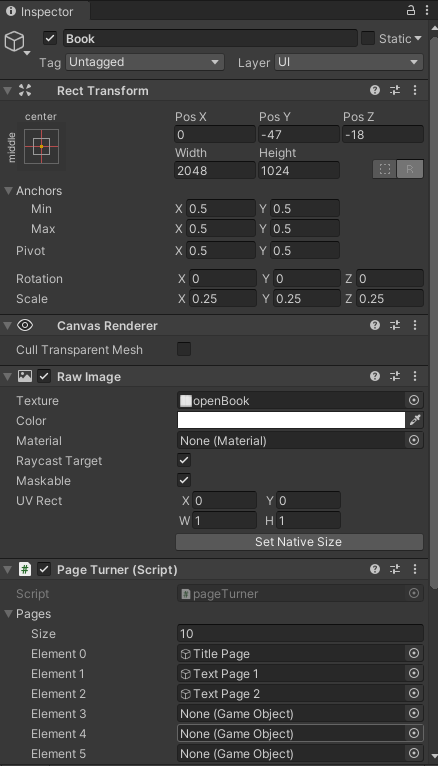 Inspector
Book
Static
Tag Untagged Layer UI
Rect Transform
center
middle
Pos X Pos Y Pos Z
0 -47 -18
Width Height
2048 1024
R
Anchors
Min X 0.5 Y 0.5
Max X 0.5 Y 0.5
Pivot X 0.5 Y 0.5
Rotation X 0 Y 0 Z 0
Scale X 0.25 Y 0.25 Z 0.25
Canvas Renderer
Cull Transparent Mesh
Raw Image
Texture openBook
Color
Material None (Material)
Raycast Target
Maskable
UV Rect X 0 Y 0
W 1 H 1
Set Native Size
# Page Turner (Script)
Script # pageTurner
Pages
Size 10
Element 0 Title Page
Element 1 Text Page 1
Element 2 Text Page 2
Element 3 None (Game Object)
Element 4 None (Game Object)
Element 5 None (Game Object)